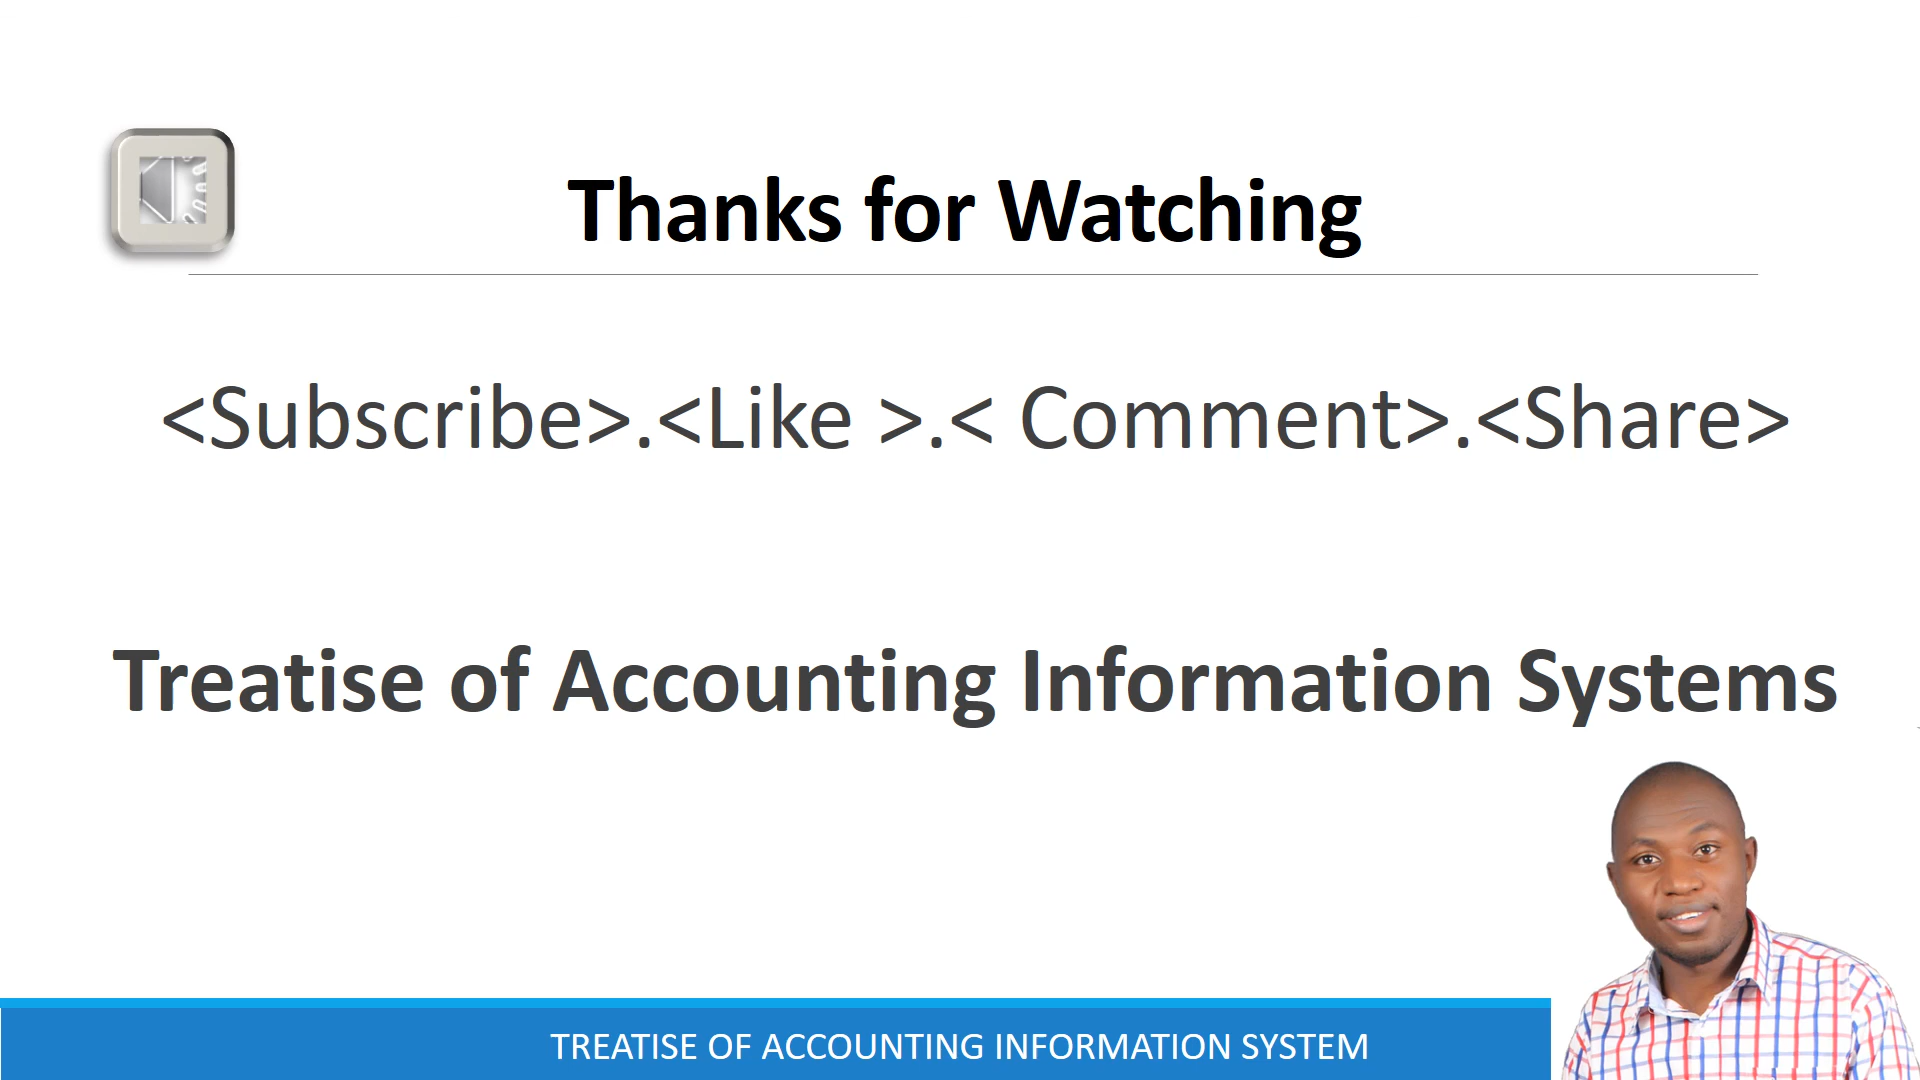 Thanks for Watching
<Subscribe>.<Like >.< Comment>.<Share>
Treatise of Accounting Information Systems
TREATISE OF ACCOUNTING INFORMATION SYSTEM